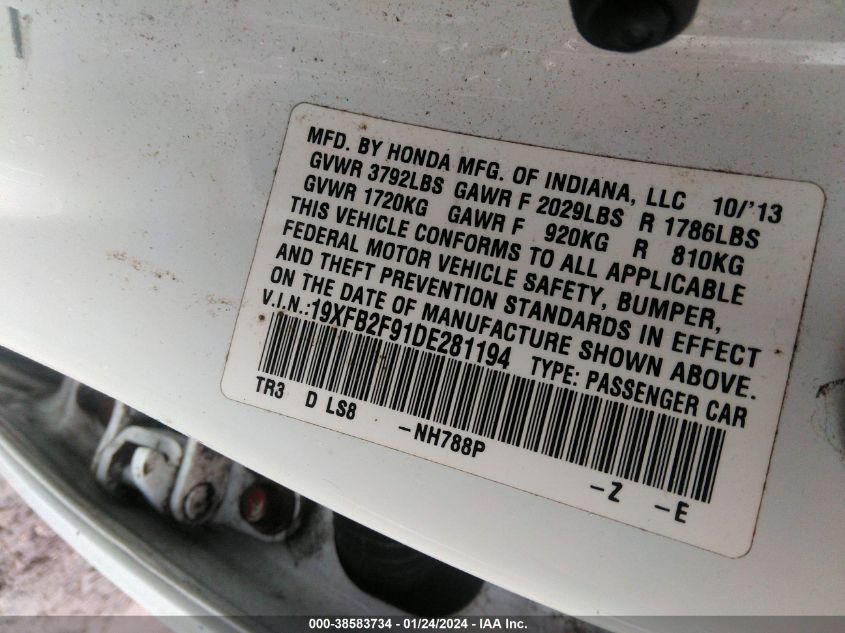 MFD. BY HONDA MFG. OF INDIANA, LLC 10/'13
GVWR 3792LBS GAWR F 2029LBS R 1786LBS
GVWR 1720KG GAWR F 920KG R 810KG
THIS VEHICLE CONFORMS TO ALL APPLICABLE
FEDERAL MOTOR VEHICLE SAFETY, BUMPER,
AND THEFT PREVENTION STANDARDS IN EFFECT
ON THE DATE OF MANUFACTURE SHOWN ABOVE.
V.I.N.:19XFB2F91DE281194 TYPE: PASSENGER CAR
TR3 D LS8 -NH788P -Z -E
000-38583734 - 01/24/2024 - IAA Inc.